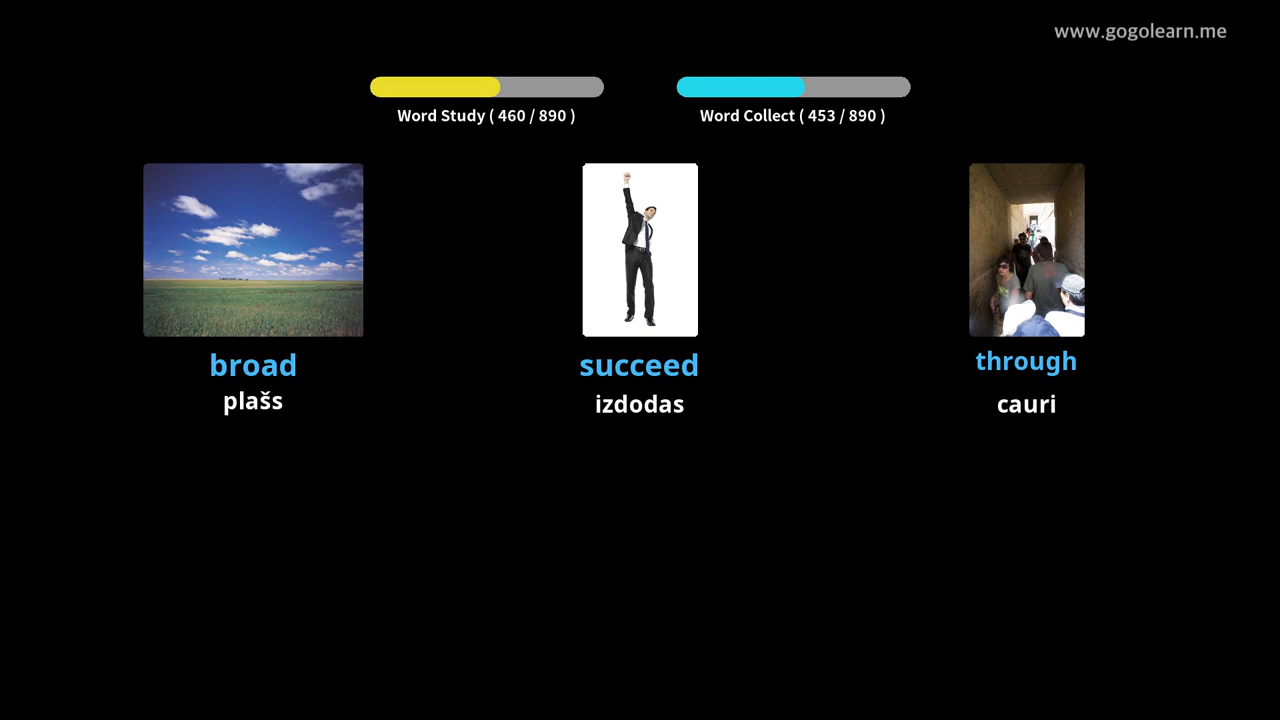 www.gogolearn.me
Word Study ( 460 / 890 )
Word Collect ( 453 / 890 )
broad
plašs
succeed
izdodas
through
cauri